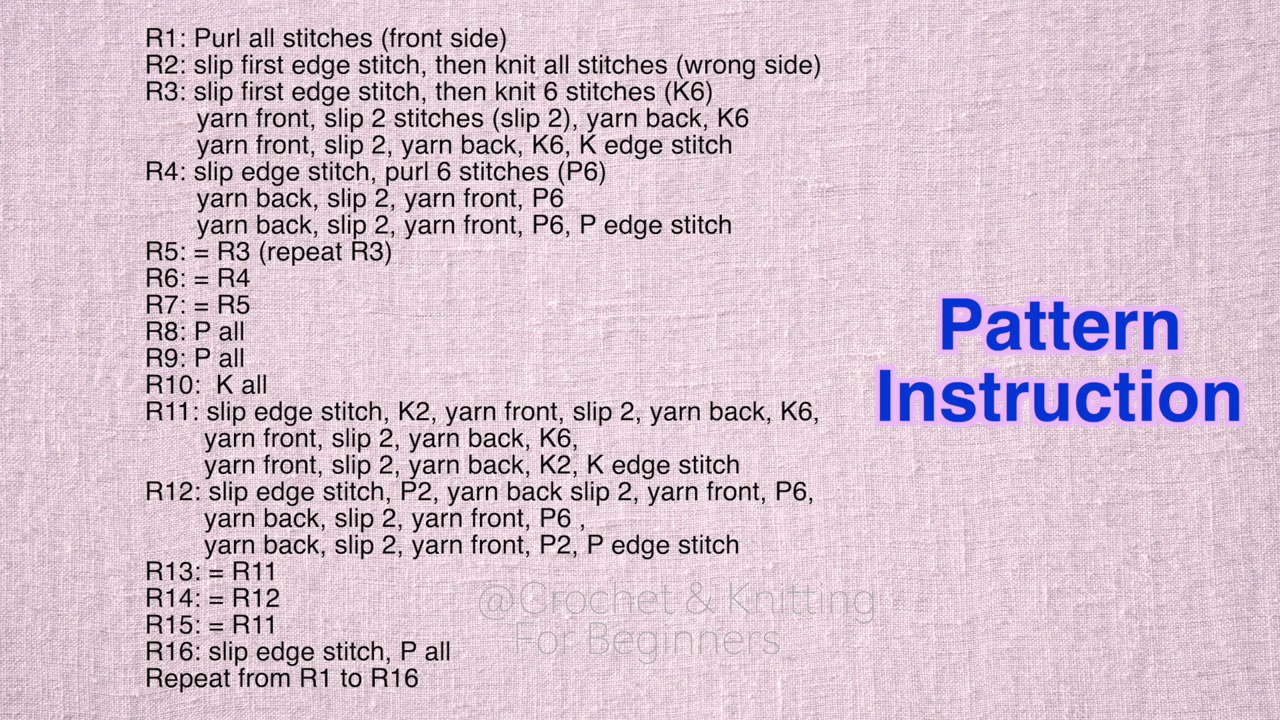 R1: Purl all stitches (front side)
R2: slip first edge stitch, then knit all stitches (wrong side)
R3: slip first edge stitch, then knit 6 stitches (K6)
yarn front, slip 2 stitches (slip 2), yarn back, K6
yarn front, slip 2, yarn back, K6, K edge stitch
R4: slip edge stitch, purl 6 stitches (P6)
yarn back, slip 2, yarn front, P6
yarn back, slip 2, yarn front, P6, P edge stitch
R5: = R3 (repeat R3)
R6: = R4
R7: = R5
R8: P all
R9: P all
R10:  K all
R11: slip edge stitch, K2, yarn front, slip 2, yarn back, K6,
yarn front, slip 2, yarn back, K6,
yarn front, slip 2, yarn back, K2, K edge stitch
R12: slip edge stitch, P2, yarn back slip 2, yarn front, P6,
yarn back, slip 2, yarn front, P6 ,
yarn back, slip 2, yarn front, P2, P edge stitch
R13: = R11
R14: = R12
R15: = R11
R16: slip edge stitch, P all
Repeat from R1 to R16
Pattern
Instruction
@Crochet & Knitting
For Beginners